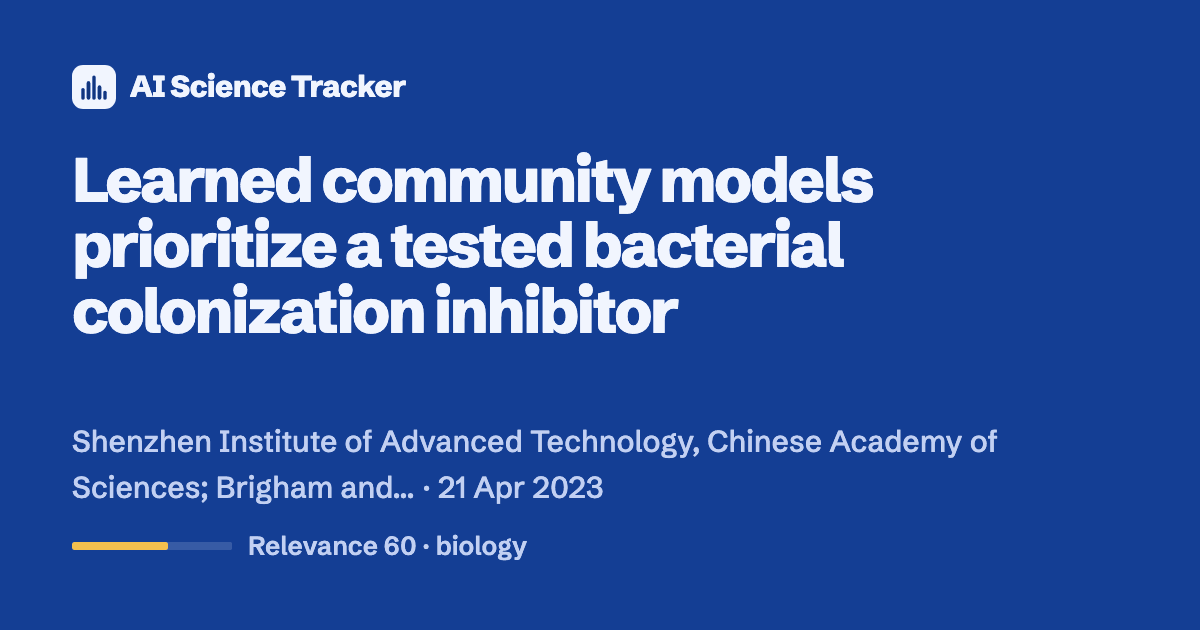 AI Science Tracker
Learned community models
prioritize a tested bacterial
colonization inhibitor
Shenzhen Institute of Advanced Technology, Chinese Academy of
Sciences; Brigham and... · 21 Apr 2023
Relevance 60 · biology